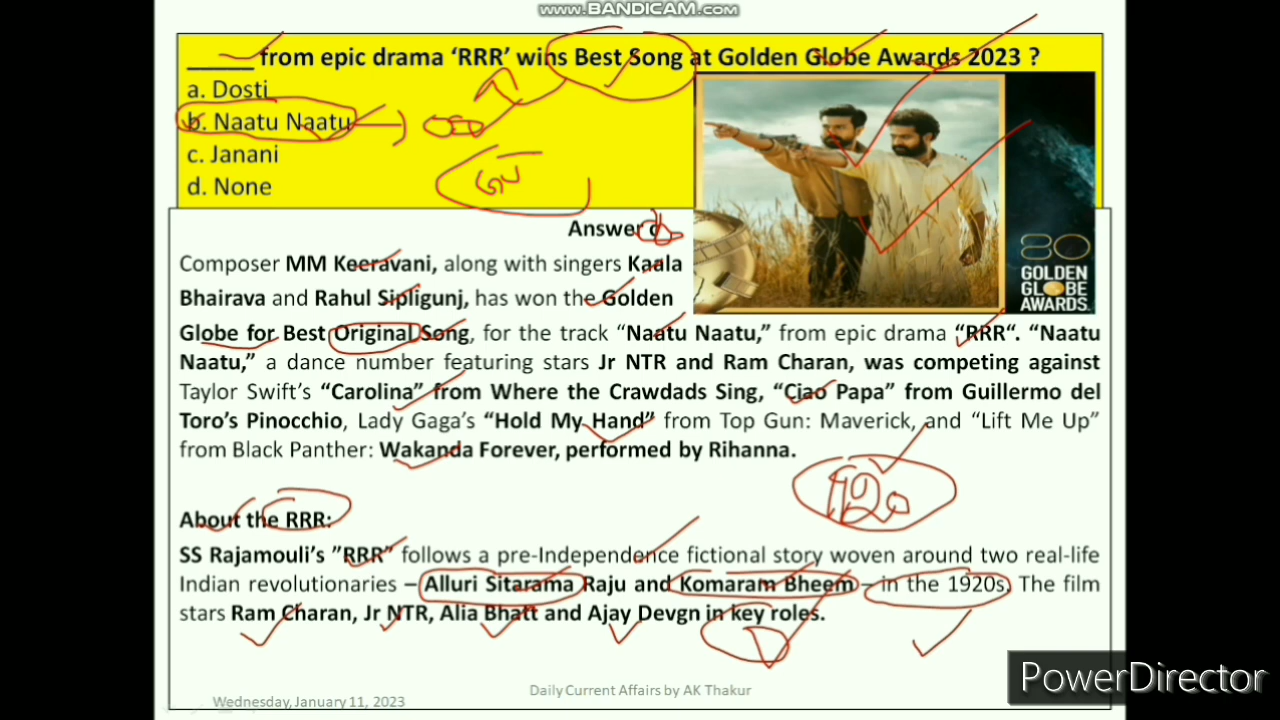 www.BANDICAM.com
_____ from epic drama ‘RRR’ wins Best Song at Golden Globe Awards 2023 ?
a. Dosti
b. Naatu Naatu
c. Janani
d. None
80
GOLDEN
GLOBE
AWARDS
Answer
Composer MM Keeravani, along with singers Kaala
Bhairava and Rahul Sipligunj, has won the Golden
Globe for Best Original Song, for the track “Naatu Naatu,” from epic drama “RRR“. “Naatu
Naatu,” a dance number featuring stars Jr NTR and Ram Charan, was competing against
Taylor Swift’s “Carolina” from Where the Crawdads Sing, “Ciao Papa” from Guillermo del
Toro’s Pinocchio, Lady Gaga’s “Hold My Hand” from Top Gun: Maverick, and “Lift Me Up”
from Black Panther: Wakanda Forever, performed by Rihanna.
About the RRR:
SS Rajamouli’s ”RRR” follows a pre-Independence fictional story woven around two real-life
Indian revolutionaries – Alluri Sitarama Raju and Komaram Bheem – in the 1920s. The film
stars Ram Charan, Jr NTR, Alia Bhatt and Ajay Devgn in key roles.
Wednesday, January 11, 2023
Daily Current Affairs by AK Thakur
PowerDirector